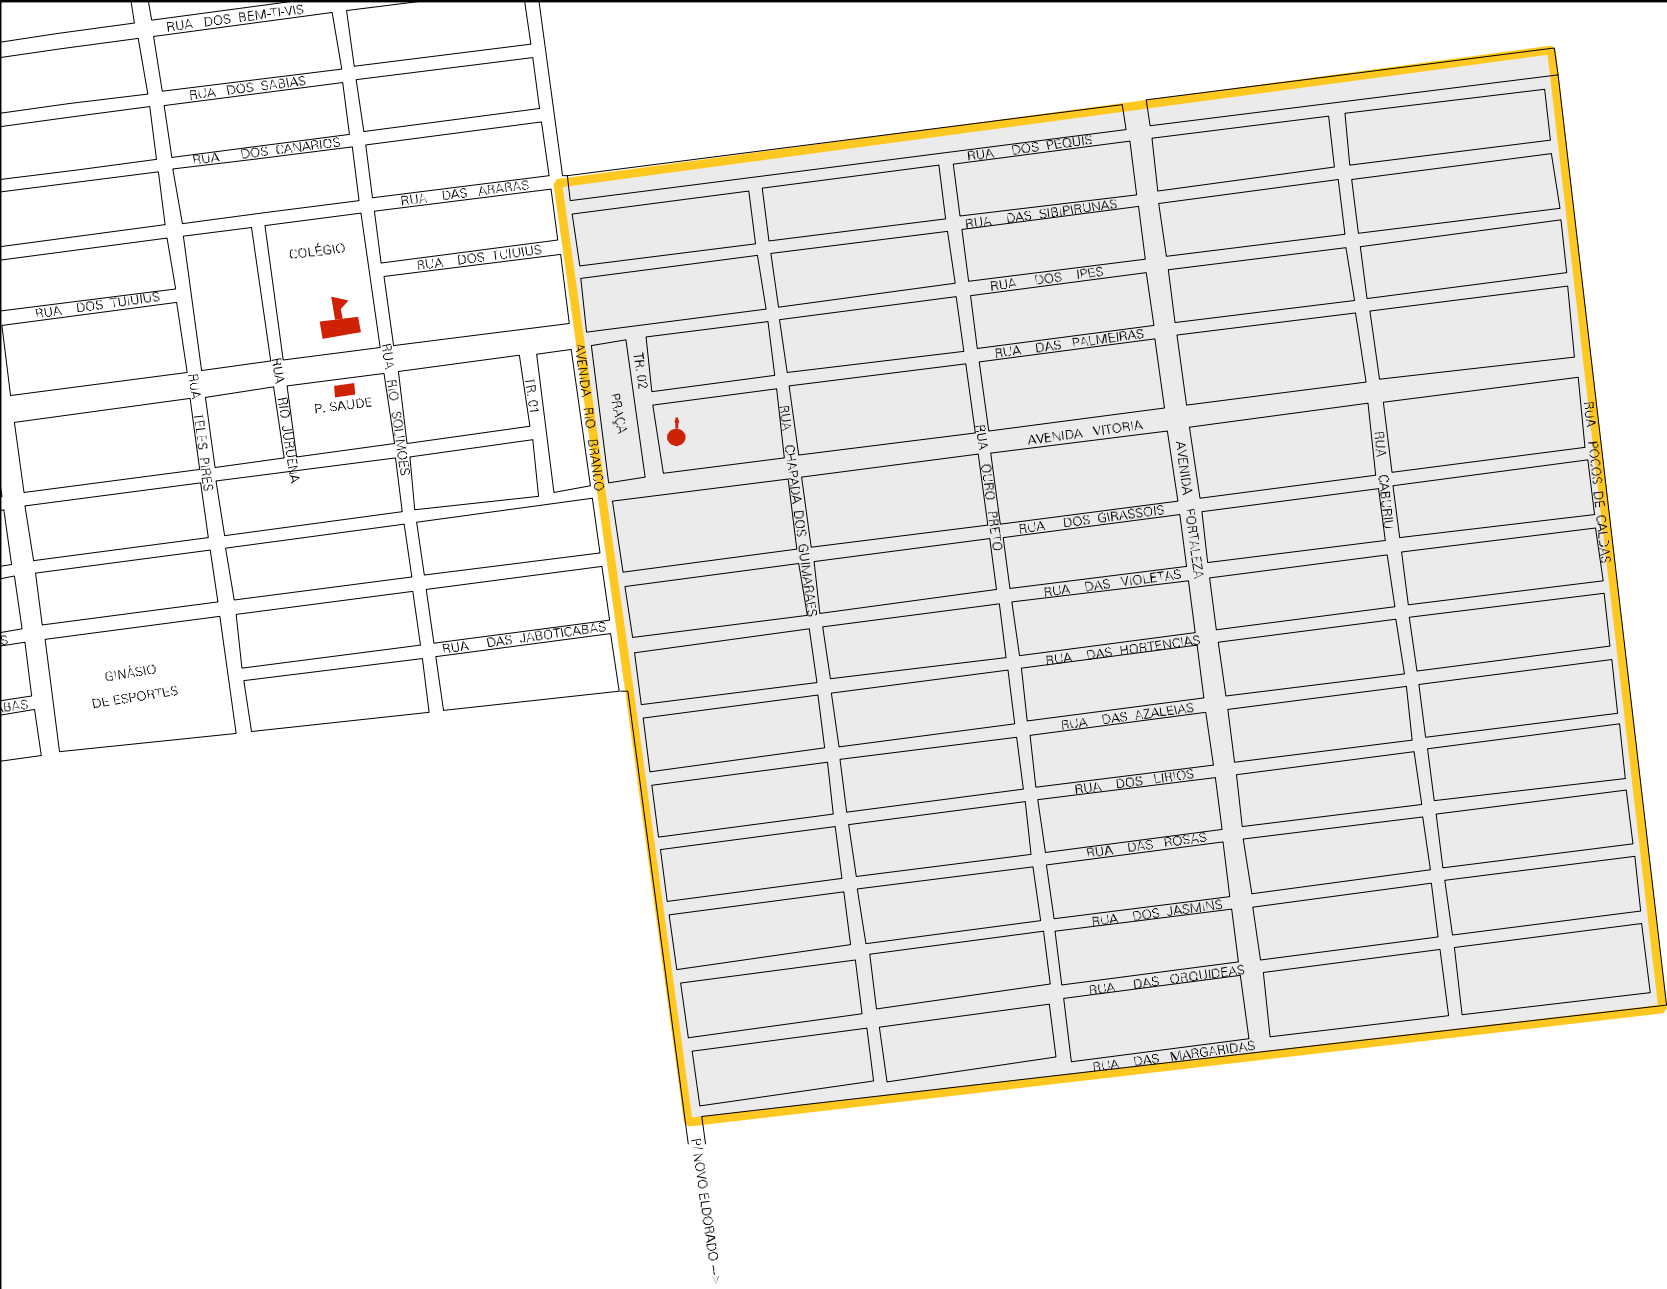 RUA DOS BEM-TI-VIS
RUA DOS SABIAS
RUA DOS CANARIOS
RUA DAS ARARAS
RUA DOS TUIUIUS
RUA DOS TUIUIUS
COLÉGIO
P. SAUDE
RUA TELES PIRES
RUA RIO JURUENA
RUA RIO SOLIMOES
TR. 01
AVENIDA RIO BRANCO
PRAÇA
TR. 02
RUA CHAPADA DOS GUIMARAES
RUA OURO PRETO
AVENIDA FORTALEZA
RUA CABURIU
RUA POCOS DE CALDAS
RUA DOS PEQUIS
RUA DAS SIBIPIRUNAS
RUA DOS IPES
RUA DAS PALMEIRAS
AVENIDA VITORIA
RUA DOS GIRASSOIS
RUA DAS VIOLETAS
RUA DAS HORTENCIAS
RUA DAS AZALEIAS
RUA DOS LIRIOS
RUA DAS ROSAS
RUA DOS JASMINS
RUA DAS ORQUIDEAS
RUA DAS MARGARIDAS
RUA DAS JABOTICABAS
GINÁSIO
DE ESPORTES
S
ABAS
P/ NOVO ELDORADO -->